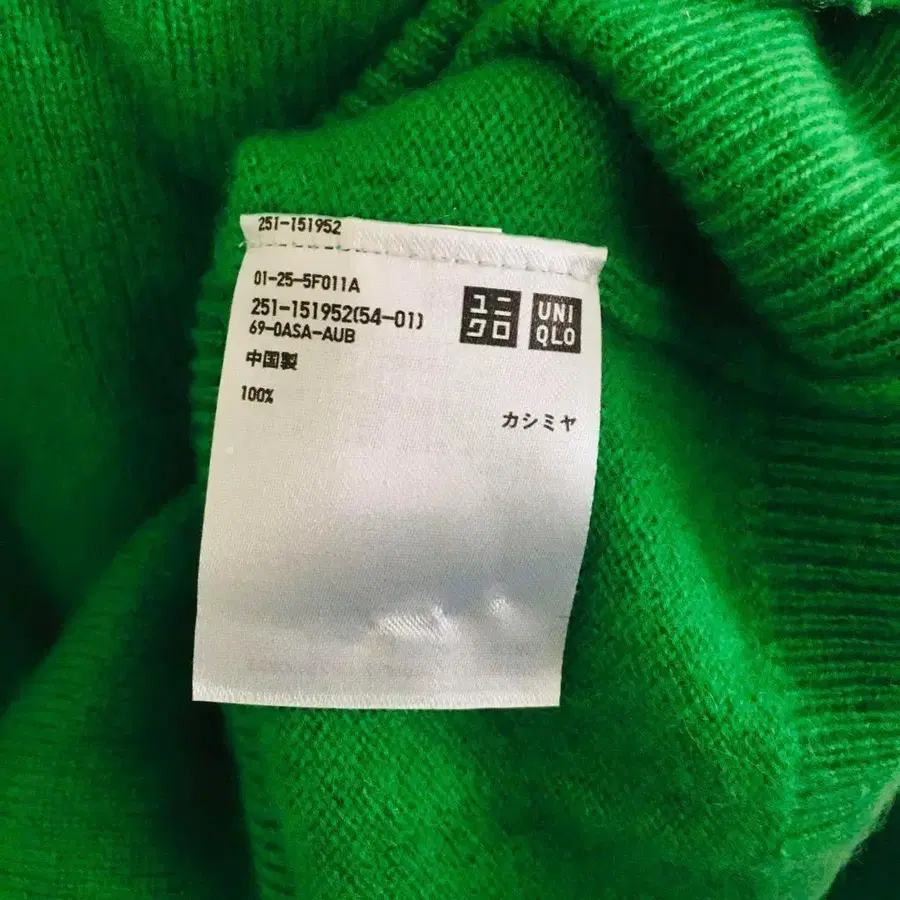 251-151952
01-25-5F011A
251-151952(54-01)
69-0ASA-AUB
中国製
100%
カシミヤ
ユニ
クロ
UNI
QLO